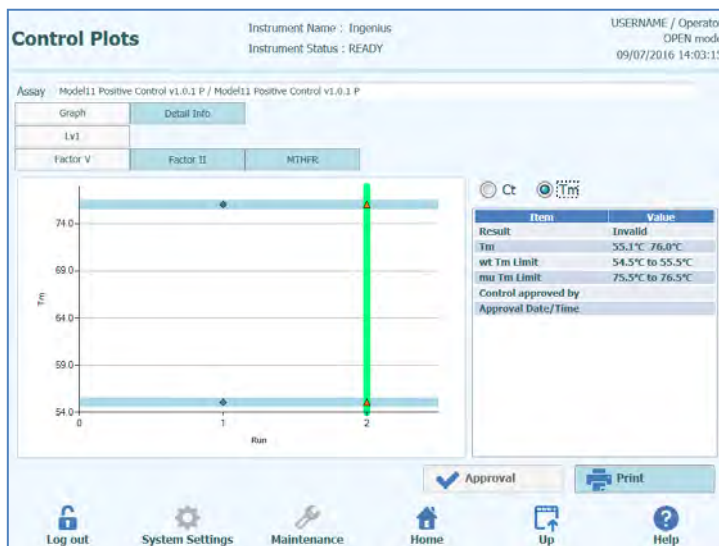 Control Plots
Instrument Name : Ingenius
Instrument Status : READY
USERNAME / Operator
OPEN mode
09/07/2016 14:03:15
Assay Model11 Positive Control v1.0.1 P / Model11 Positive Control v1.0.1 P
Graph Detail Info
Lv1
Factor V Factor II MTHFR
Ct Tm
Item Value
Result Invalid
Tm 55.1°C 76.0°C
wt Tm Limit 54.5°C to 55.5°C
mu Tm Limit 75.5°C to 76.5°C
Control approved by
Approval Date/Time
74.0
69.0
Tm
64.0
59.0
54.0
0 1 2
Run
Approval Print
Log out System Settings Maintenance Home Up Help